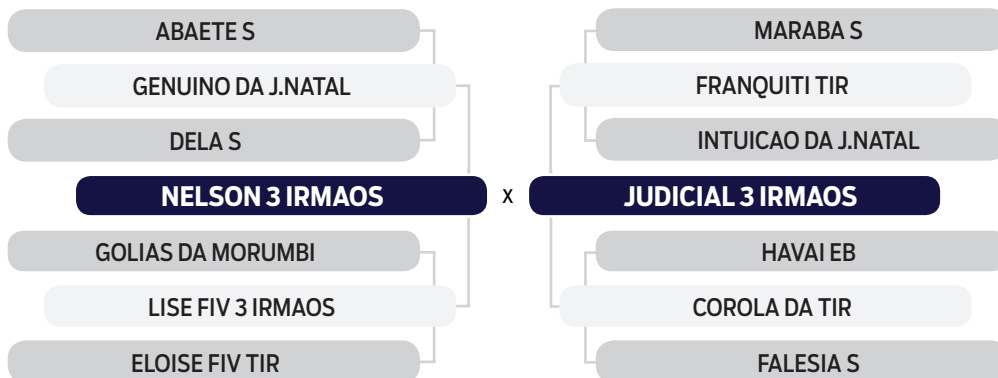 ABAETE S
GENUINO DA J.NATAL
DELA S
NELSON 3 IRMAOS
GOLIAS DA MORUMBI
LISE FIV 3 IRMAOS
ELOISE FIV TIR
x
MARABA S
FRANQUITI TIR
INTUICAO DA J.NATAL
JUDICIAL 3 IRMAOS
HAVAI EB
COROLA DA TIR
FALESIA S